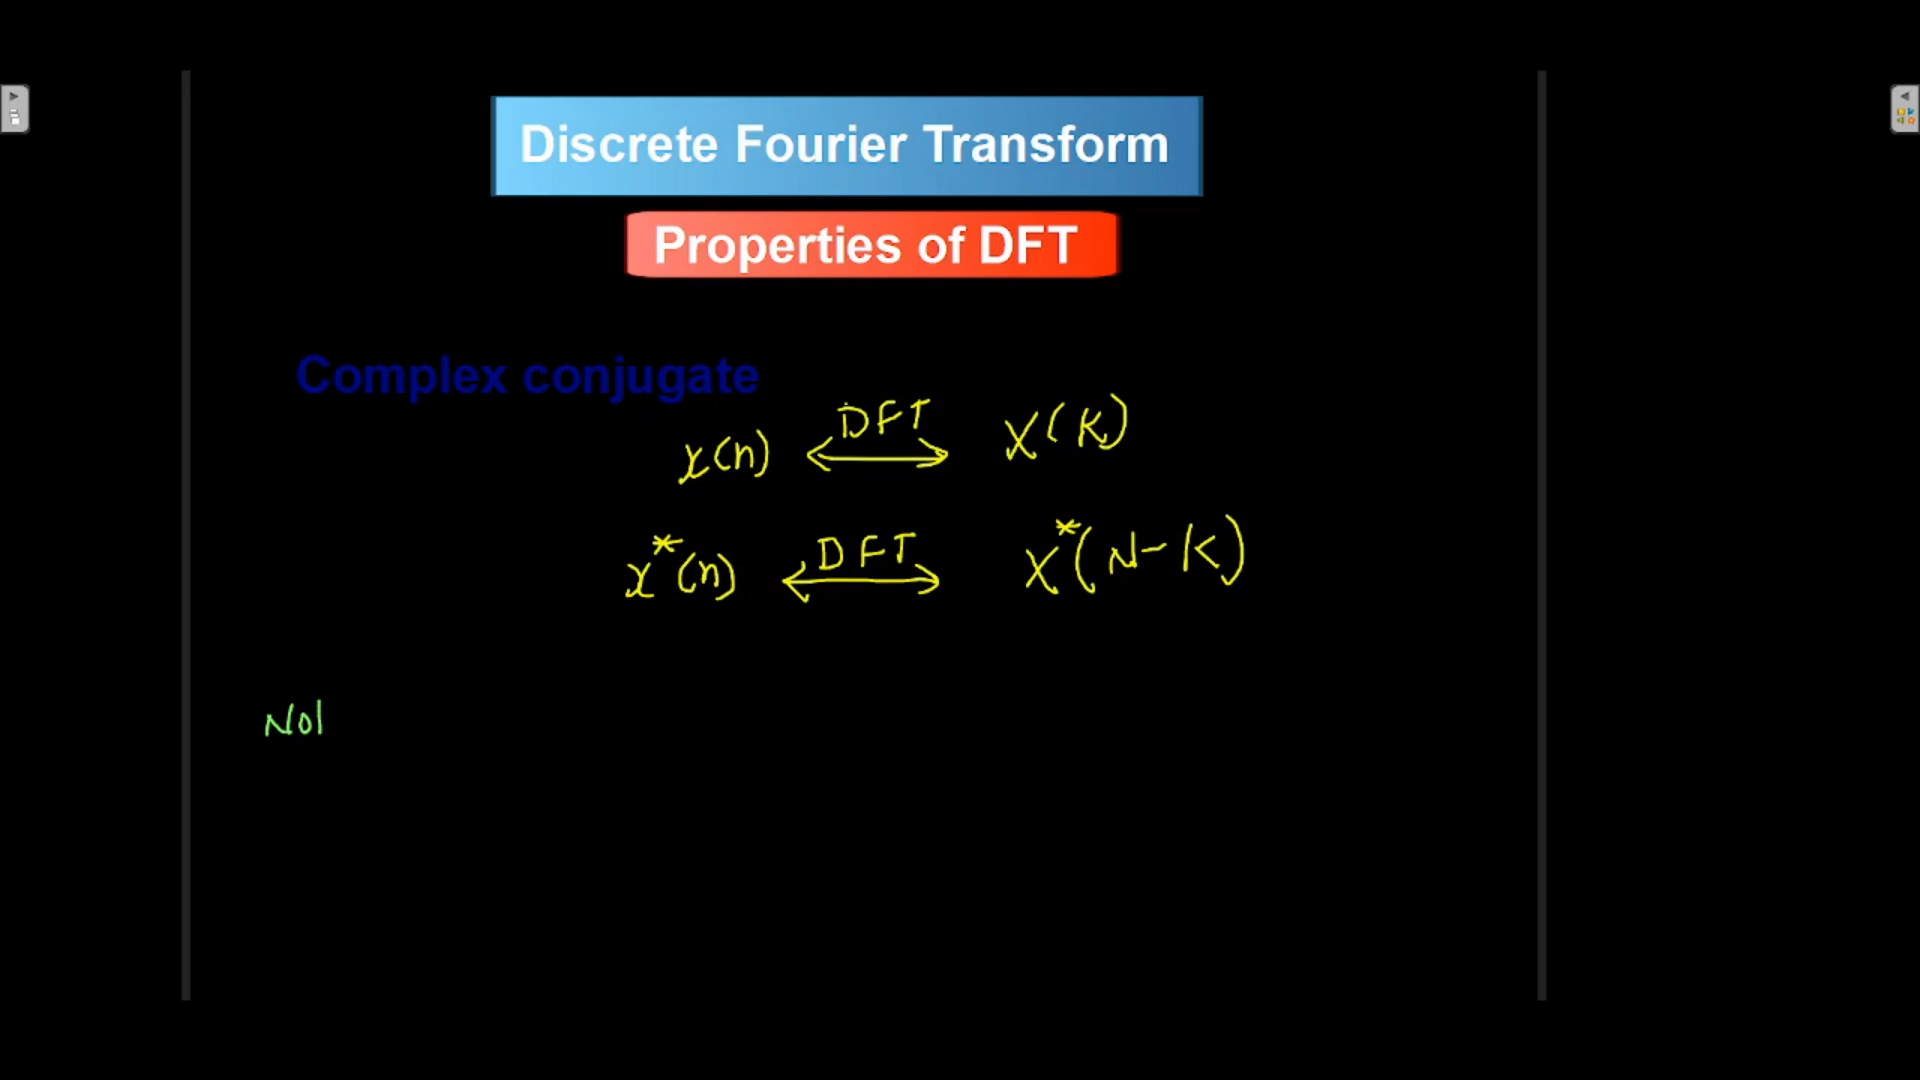 Discrete Fourier Transform
Properties of DFT
Complex conjugate
x(n) <-- DFT --> X(K)
x*(n) <-- DFT --> X*(N-K)
Nol